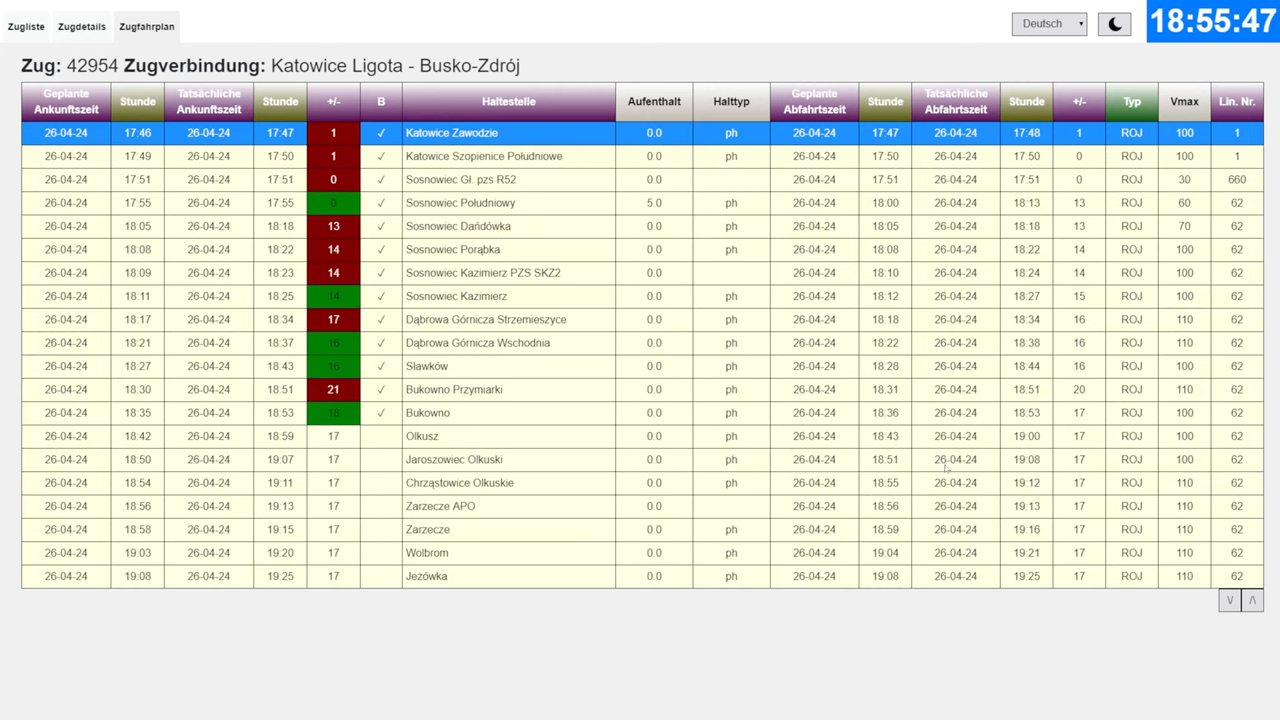 Zugliste Zugdetails Zugfahrplan Deutsch 18:55:47
Zug: 42954 Zugverbindung: Katowice Ligota - Busko-Zdrój
Geplante Ankunftszeit Stunde Tatsächliche Ankunftszeit Stunde +/- B Haltestelle Aufenthalt Halttyp Geplante Abfahrtszeit Stunde Tatsächliche Abfahrtszeit Stunde +/- Typ Vmax Lin. Nr.
26-04-24 17:46 26-04-24 17:47 1 ✓ Katowice Zawodzie 0.0 ph 26-04-24 17:47 26-04-24 17:48 1 ROJ 100 1
26-04-24 17:49 26-04-24 17:50 1 ✓ Katowice Szopienice Południowe 0.0 ph 26-04-24 17:50 26-04-24 17:50 0 ROJ 100 1
26-04-24 17:51 26-04-24 17:51 0 ✓ Sosnowiec Gł. pzs R52 0.0 26-04-24 17:51 26-04-24 17:51 0 ROJ 30 660
26-04-24 17:55 26-04-24 17:55 0 ✓ Sosnowiec Południowy 5.0 ph 26-04-24 18:00 26-04-24 18:13 13 ROJ 60 62
26-04-24 18:05 26-04-24 18:18 13 ✓ Sosnowiec Dańdówka 0.0 ph 26-04-24 18:05 26-04-24 18:18 13 ROJ 70 62
26-04-24 18:08 26-04-24 18:22 14 ✓ Sosnowiec Porąbka 0.0 ph 26-04-24 18:08 26-04-24 18:22 14 ROJ 100 62
26-04-24 18:09 26-04-24 18:23 14 ✓ Sosnowiec Kazimierz PZS SKZ2 0.0 26-04-24 18:10 26-04-24 18:24 14 ROJ 100 62
26-04-24 18:11 26-04-24 18:25 14 ✓ Sosnowiec Kazimierz 0.0 ph 26-04-24 18:12 26-04-24 18:27 15 ROJ 100 62
26-04-24 18:17 26-04-24 18:34 17 ✓ Dąbrowa Górnicza Strzemieszyce 0.0 ph 26-04-24 18:18 26-04-24 18:34 16 ROJ 110 62
26-04-24 18:21 26-04-24 18:37 16 ✓ Dąbrowa Górnicza Wschodnia 0.0 ph 26-04-24 18:22 26-04-24 18:38 16 ROJ 110 62
26-04-24 18:27 26-04-24 18:43 16 ✓ Sławków 0.0 ph 26-04-24 18:28 26-04-24 18:44 16 ROJ 110 62
26-04-24 18:30 26-04-24 18:51 21 ✓ Bukowno Przymiarki 0.0 ph 26-04-24 18:31 26-04-24 18:51 20 ROJ 110 62
26-04-24 18:35 26-04-24 18:53 18 ✓ Bukowno 0.0 ph 26-04-24 18:36 26-04-24 18:53 17 ROJ 100 62
26-04-24 18:42 26-04-24 18:59 17 Olkusz 0.0 ph 26-04-24 18:43 26-04-24 19:00 17 ROJ 100 62
26-04-24 18:50 26-04-24 19:07 17 Jaroszowiec Olkuski 0.0 ph 26-04-24 18:51 26-04-24 19:08 17 ROJ 100 62
26-04-24 18:54 26-04-24 19:11 17 Chrząstowice Olkuskie 0.0 ph 26-04-24 18:55 26-04-24 19:12 17 ROJ 110 62
26-04-24 18:56 26-04-24 19:13 17 Zarzecze APO 0.0 26-04-24 18:56 26-04-24 19:13 17 ROJ 110 62
26-04-24 18:58 26-04-24 19:15 17 Zarzecze 0.0 ph 26-04-24 18:59 26-04-24 19:16 17 ROJ 110 62
26-04-24 19:03 26-04-24 19:20 17 Wolbrom 0.0 ph 26-04-24 19:04 26-04-24 19:21 17 ROJ 110 62
26-04-24 19:08 26-04-24 19:25 17 Jeżówka 0.0 ph 26-04-24 19:08 26-04-24 19:25 17 ROJ 110 62
\/ /\